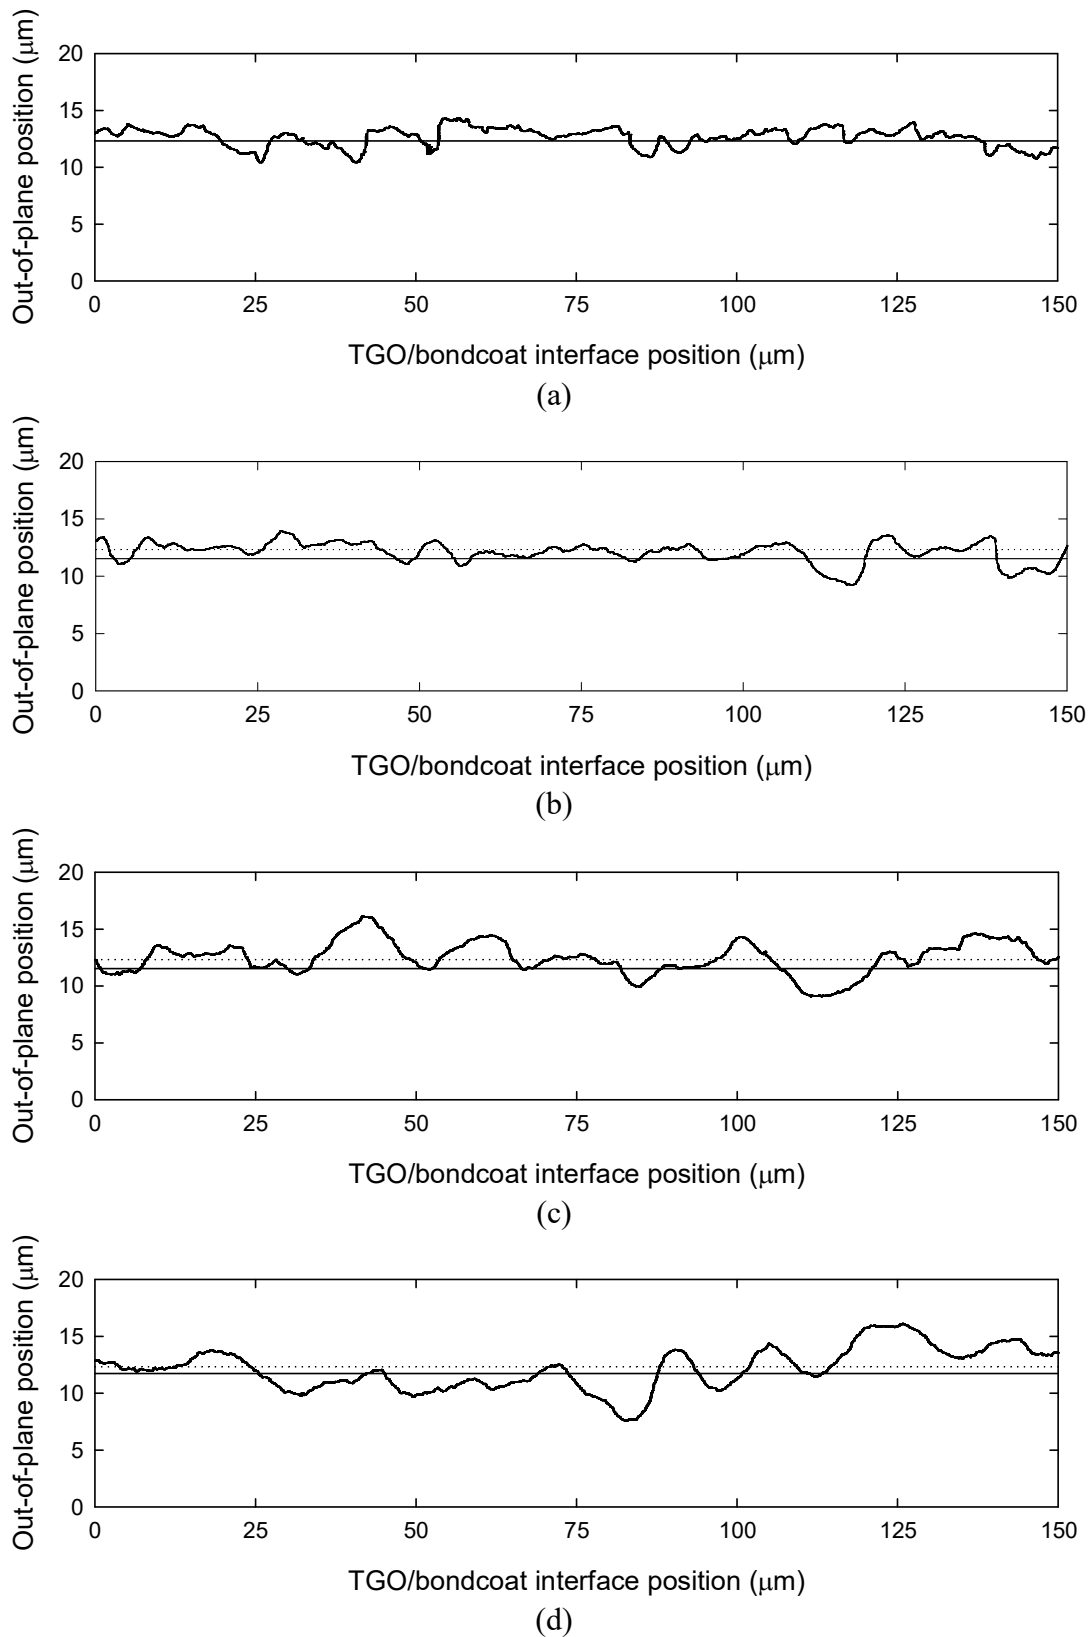 Out-of-plane position (μm)
20
15
10
5
0
0 25 50 75 100 125 150
TGO/bondcoat interface position (μm)
(a)
Out-of-plane position (μm)
20
15
10
5
0
0 25 50 75 100 125 150
TGO/bondcoat interface position (μm)
(b)
Out-of-plane position (μm)
20
15
10
5
0
0 25 50 75 100 125 150
TGO/bondcoat interface position (μm)
(c)
Out-of-plane position (μm)
20
15
10
5
0
0 25 50 75 100 125 150
TGO/bondcoat interface position (μm)
(d)